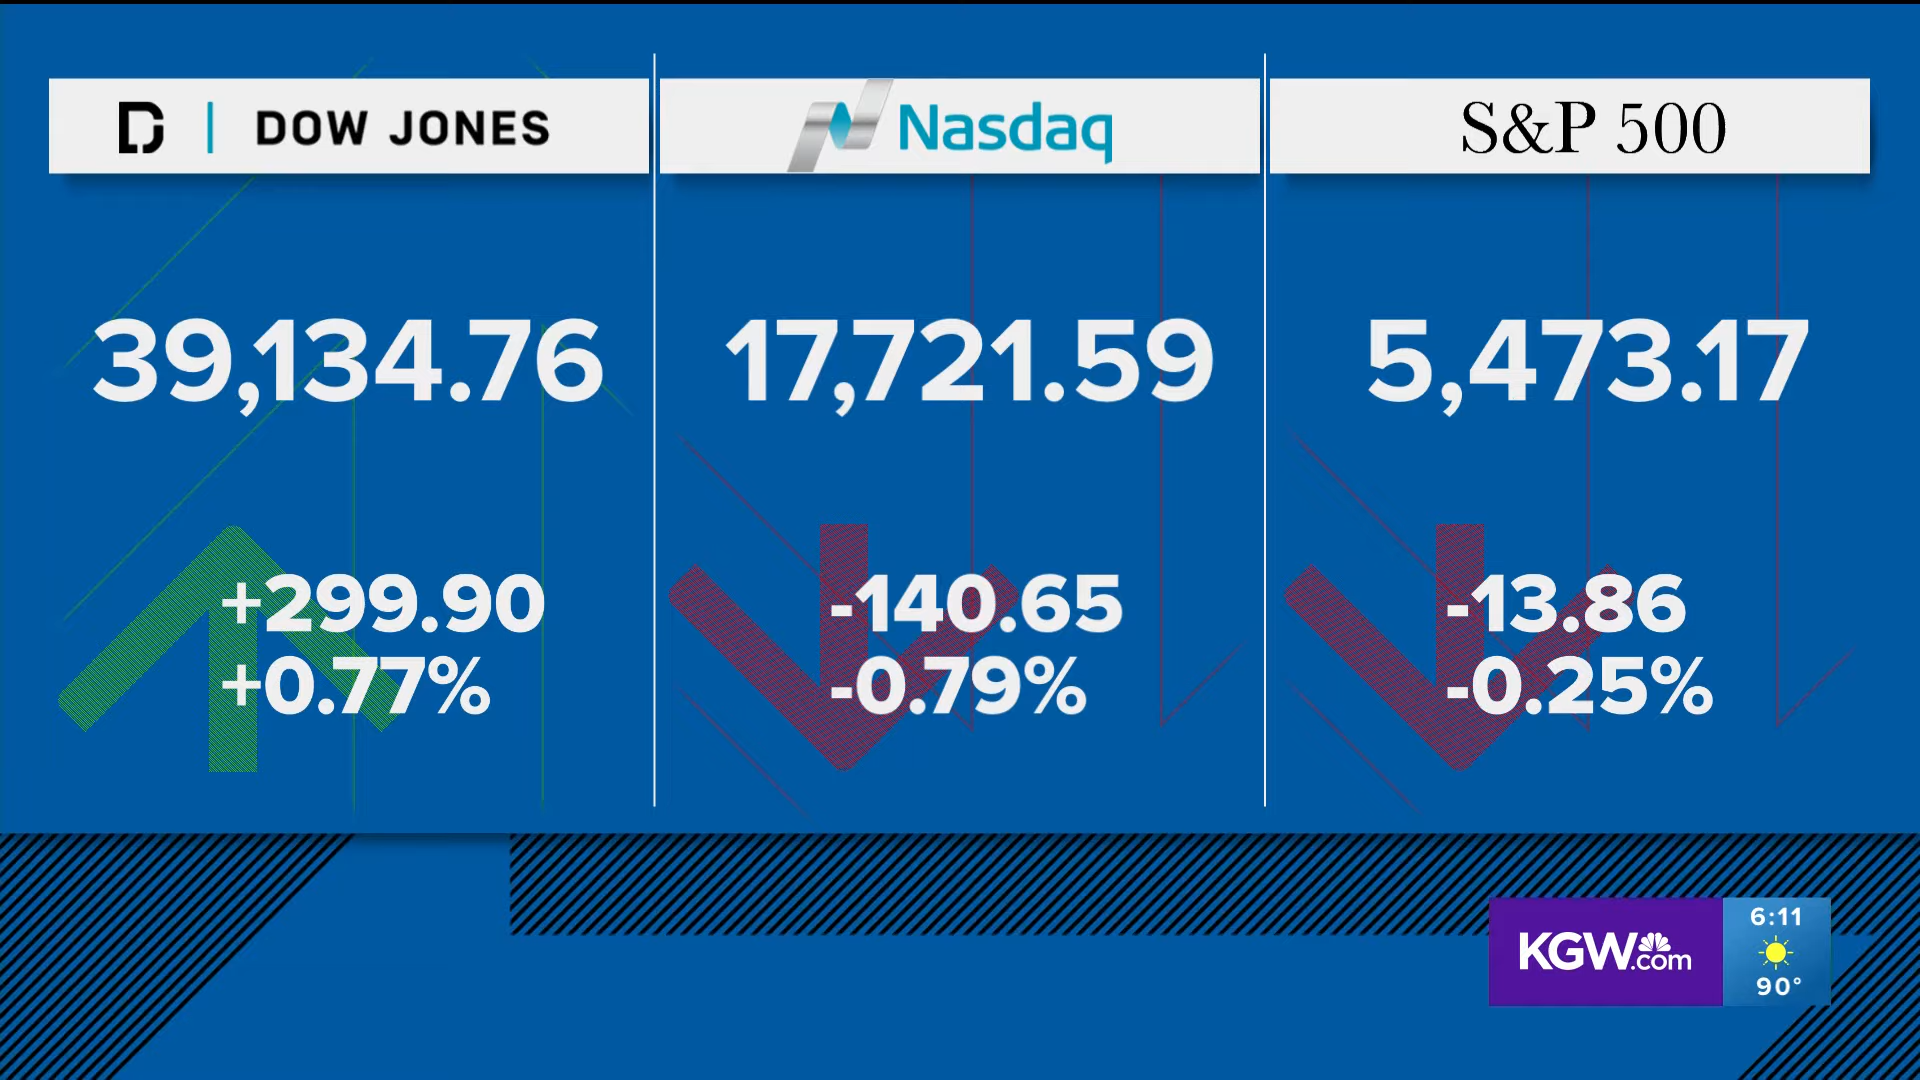 DOW JONES
39,134.76
+299.90
+0.77%
Nasdaq
17,721.59
-140.65
-0.79%
S&P 500
5,473.17
-13.86
-0.25%
KGW.com
6:11
90°